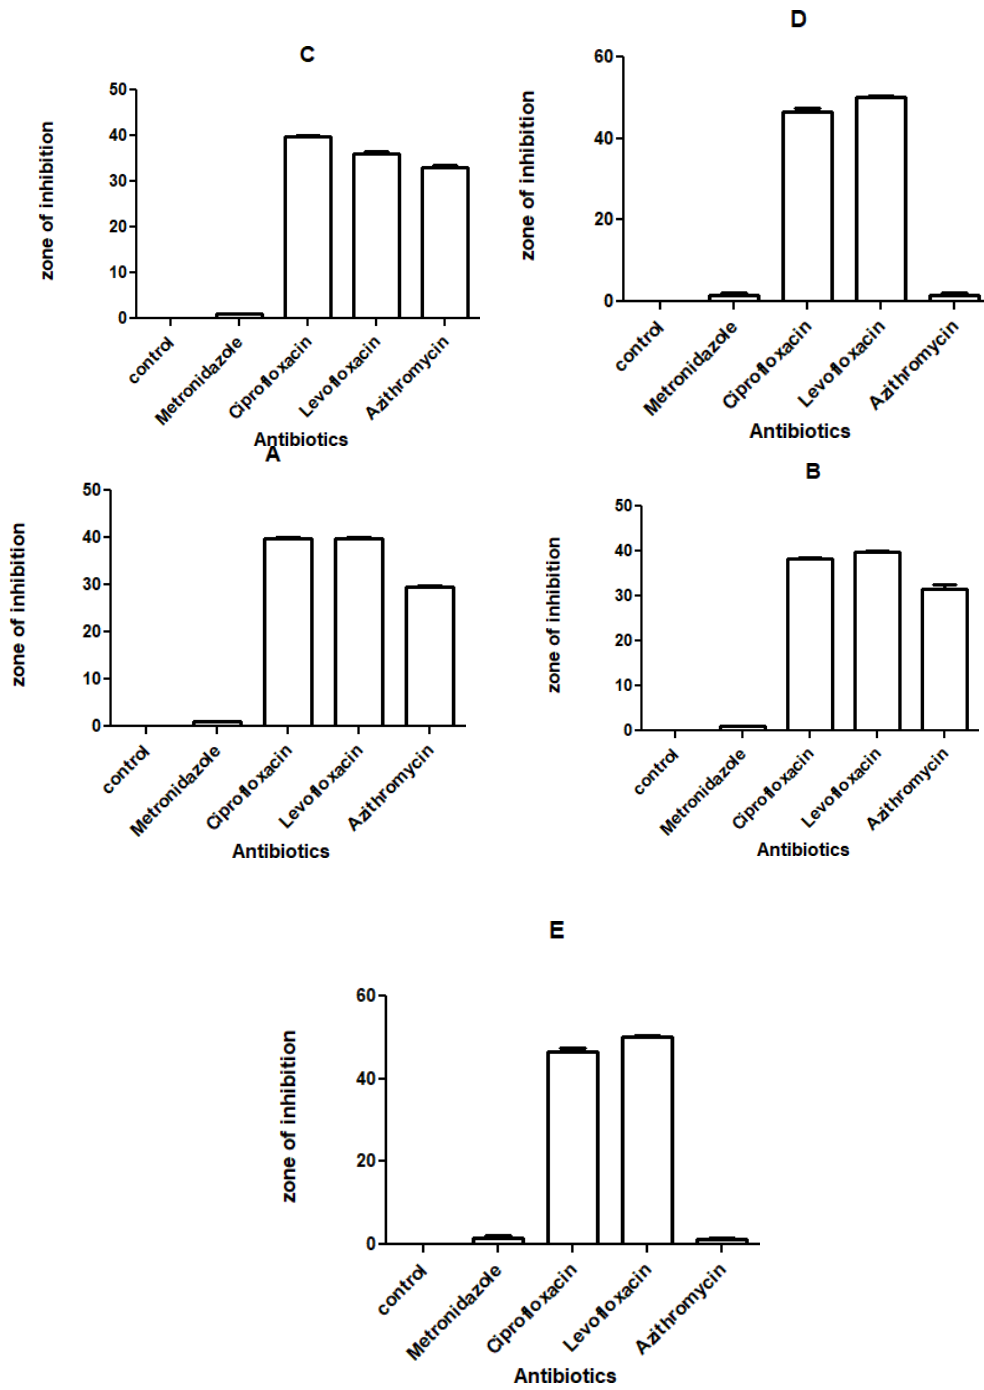 C
zone of inhibition
50
40
30
20
10
0
control
Metronidazole
Ciprofloxacin
Levofloxacin
Azithromycin
Antibiotics
D
zone of inhibition
60
40
20
0
control
Metronidazole
Ciprofloxacin
Levofloxacin
Azithromycin
Antibiotics
A
zone of inhibition
50
40
30
20
10
0
control
Metronidazole
Ciprofloxacin
Levofloxacin
Azithromycin
Antibiotics
B
zone of inhibition
50
40
30
20
10
0
control
Metronidazole
Ciprofloxacin
Levofloxacin
Azithromycin
Antibiotics
E
zone of inhibition
60
40
20
0
control
Metronidazole
Ciprofloxacin
Levofloxacin
Azithromycin
Antibiotics